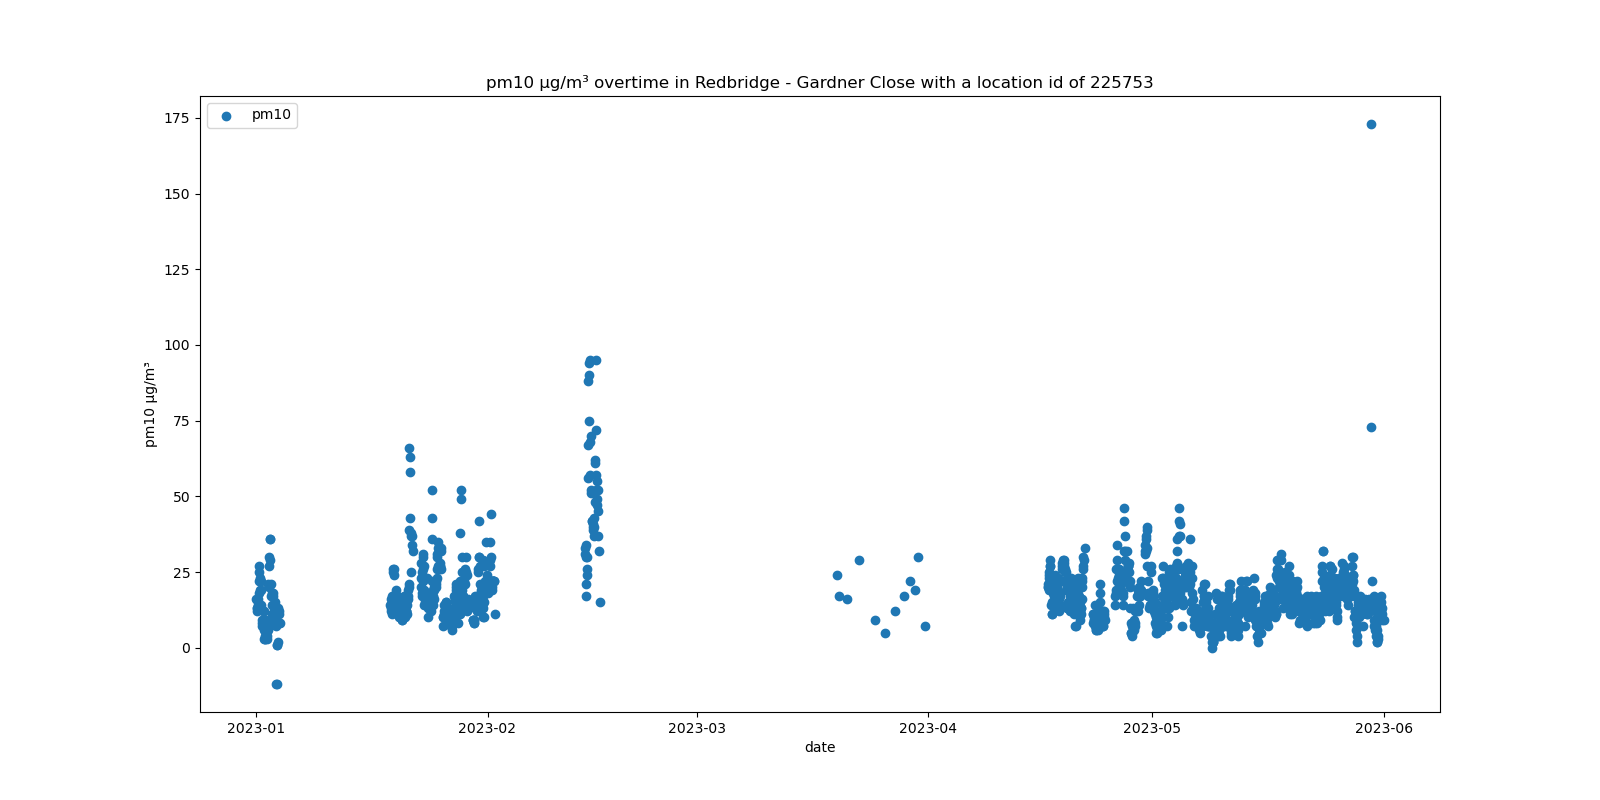 pm10 μg/m³ overtime in Redbridge - Gardner Close with a location id of 225753
pm10
175
150
125
100
75
50
25
0
pm10 μg/m³
2023-01 2023-02 2023-03 2023-04 2023-05 2023-06
date